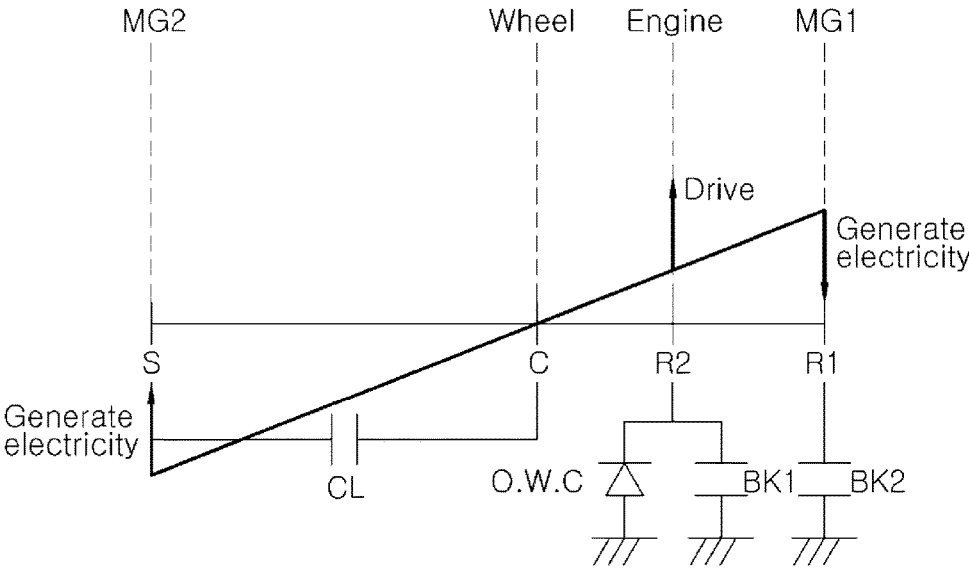 MG2
Wheel
Engine
MG1
Drive
Generate
electricity
S
C
R2
R1
Generate
electricity
CL
O.W.C
BK1
BK2